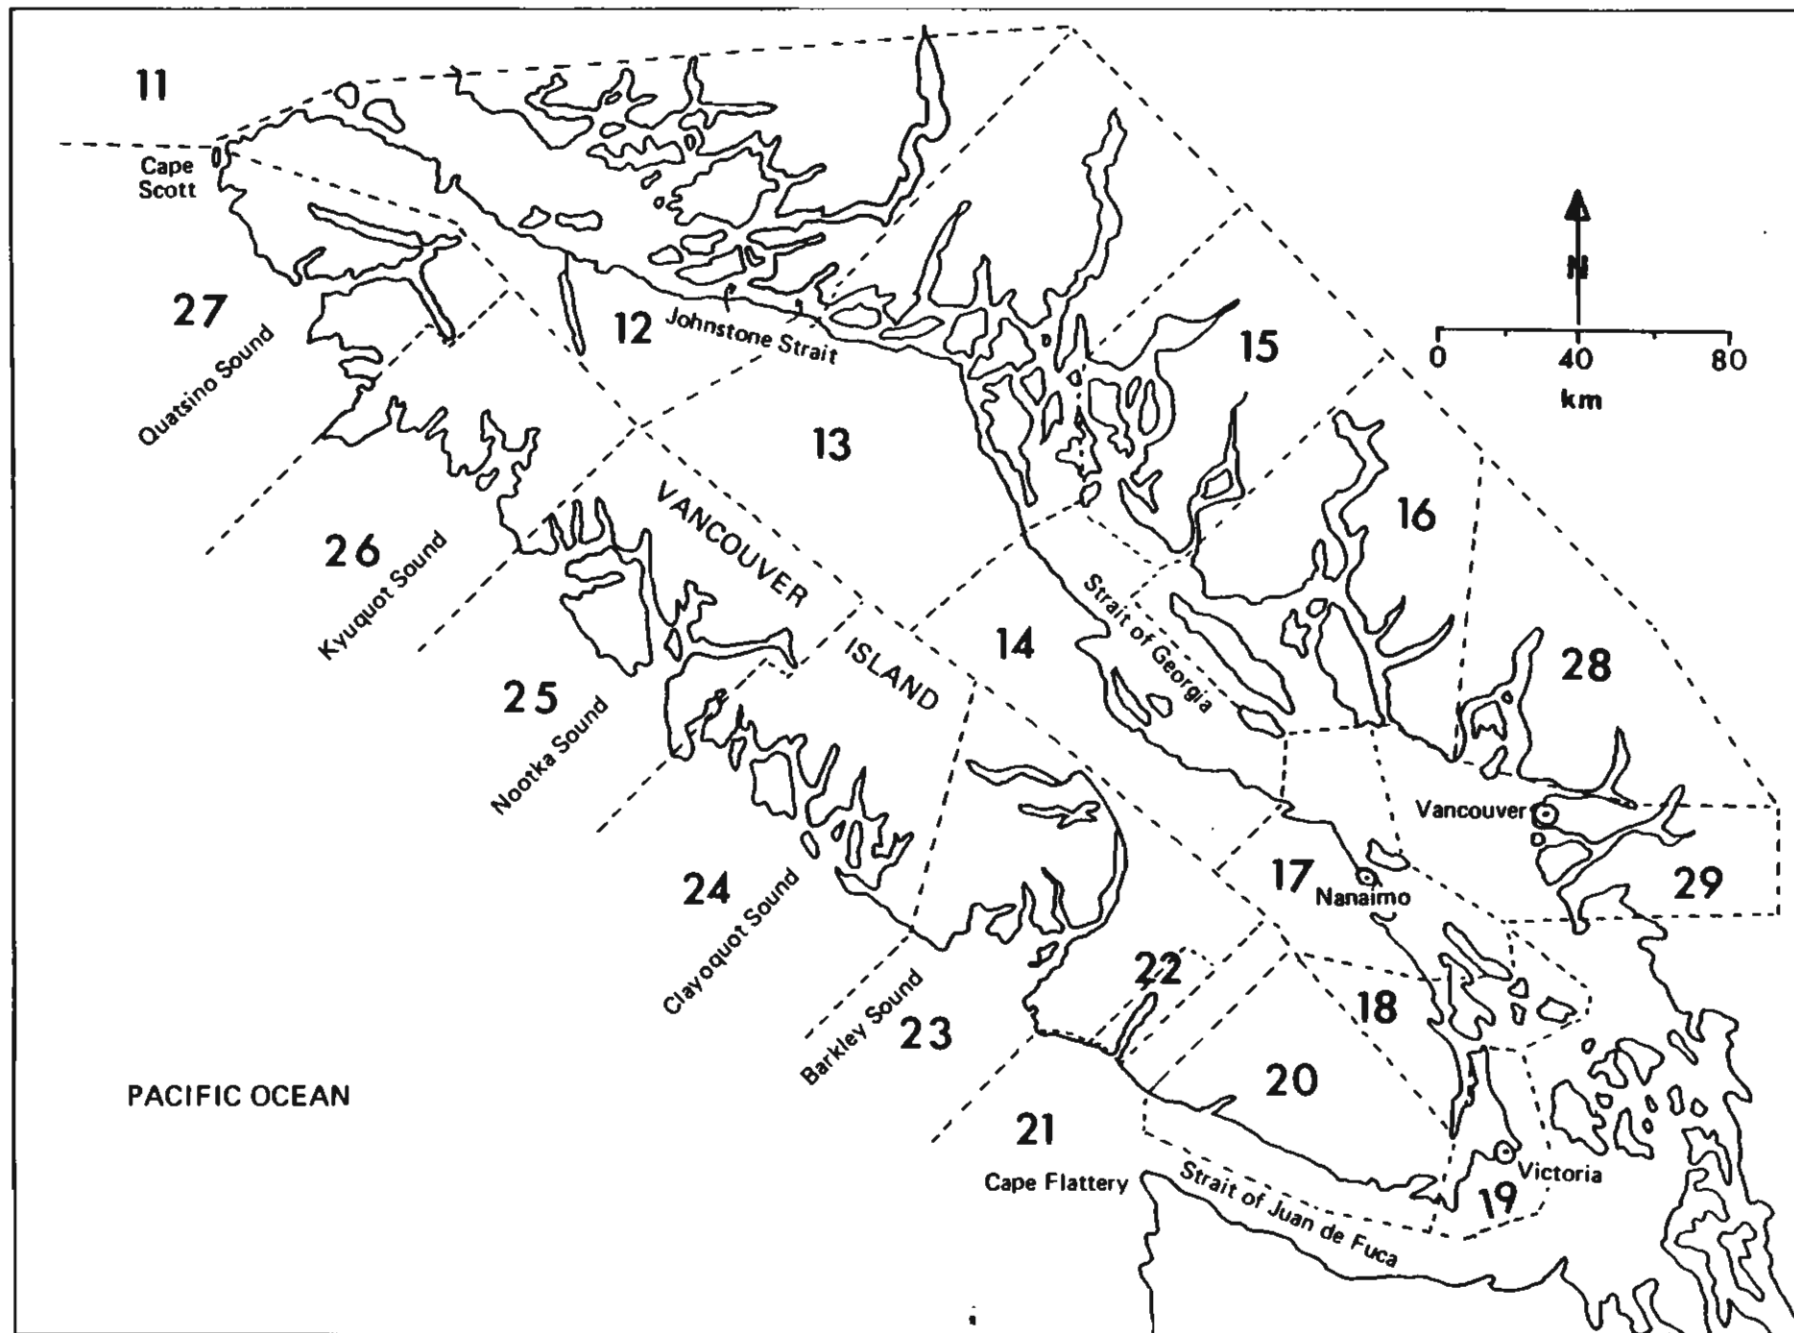 11
Cape
Scott
27
Quatsino Sound
12
Johnstone Strait
15
N
0 40 80
km
13
VANCOUVER
ISLAND
26
Kyuquot Sound
16
Strait of Georgia
14
25
Nootka Sound
28
Vancouver
24
Clayoquot Sound
17
Nanaimo
29
22
23
Barkley Sound
18
20
PACIFIC OCEAN
21
Cape Flattery
Strait of Juan de Fuca
Victoria
19